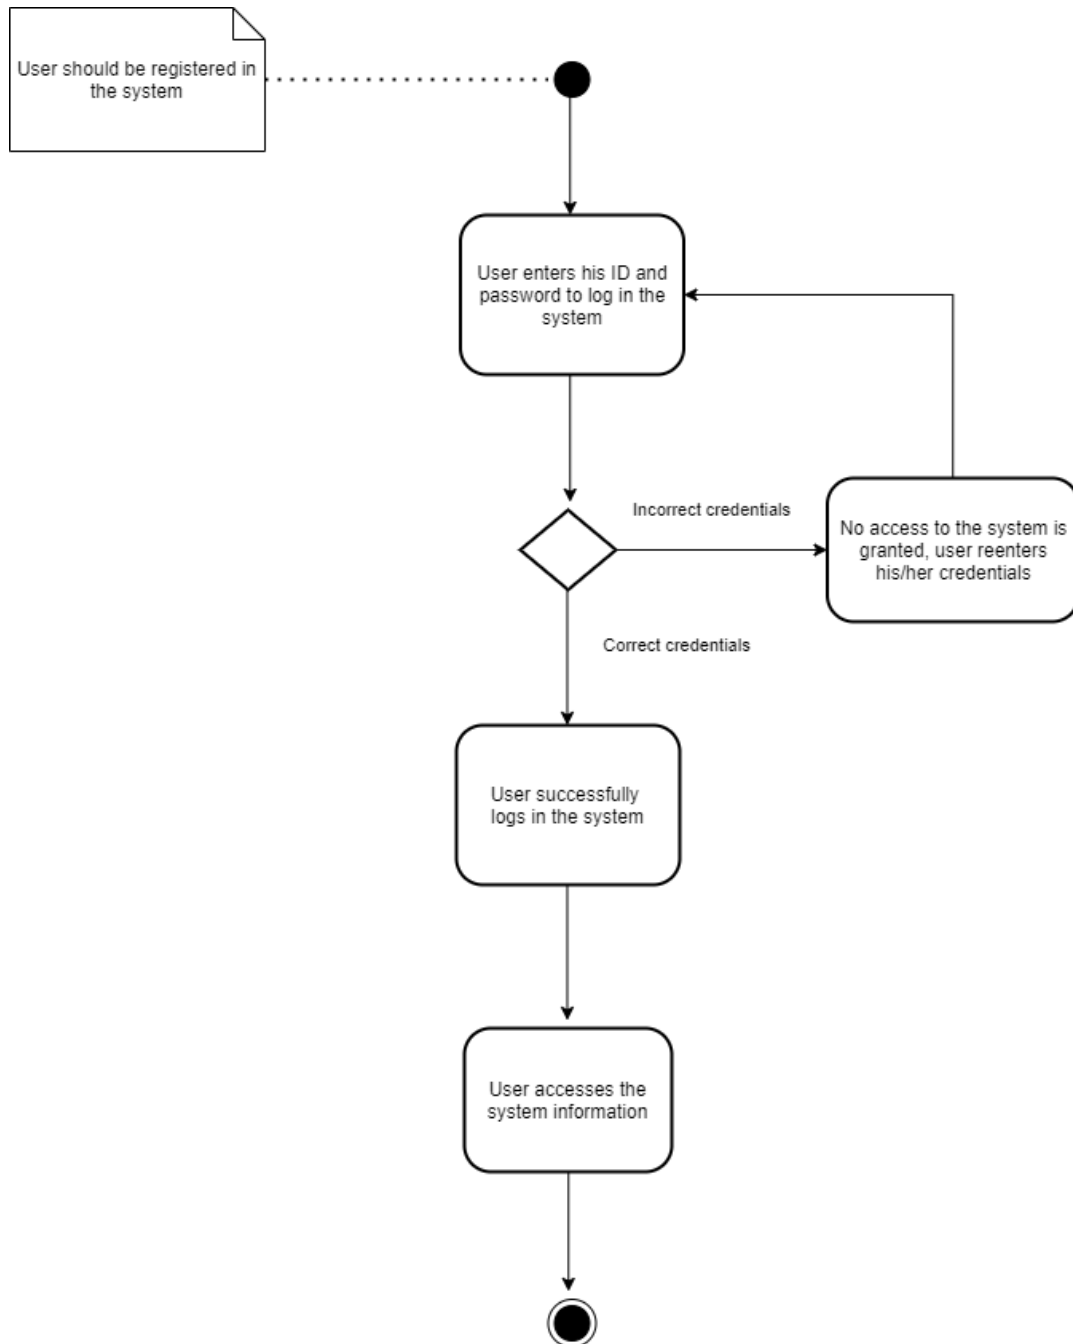 User should be registered in
the system
User enters his ID and
password to log in the
system
Incorrect credentials
No access to the system is
granted, user reenters
his/her credentials
Correct credentials
User successfully
logs in the system
User accesses the
system information